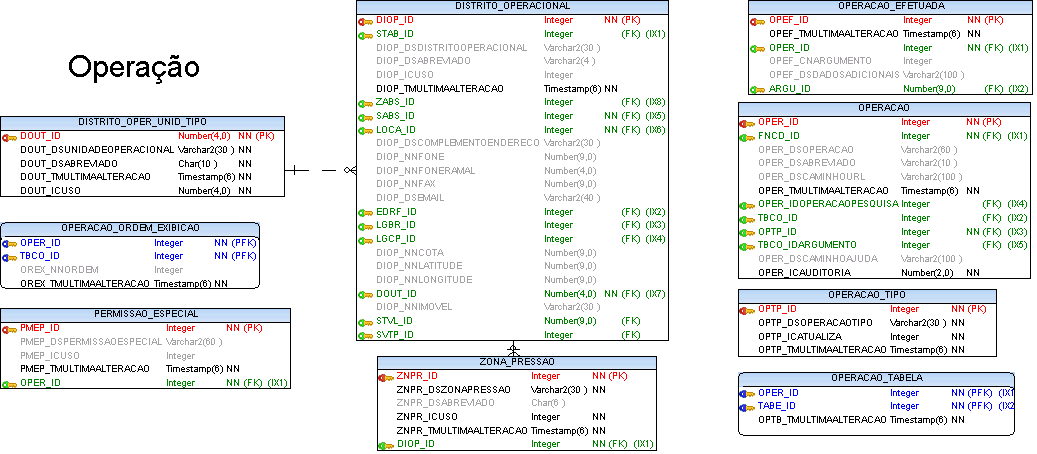 Operação
DISTRITO_OPER_UNID_TIPO
DOUT_ID Number(4,0) NN (PK)
DOUT_DSUNIDADEOPERACIONAL Varchar2(30 ) NN
DOUT_DSABREVIADO Char(10 ) NN
DOUT_TMULTIMAALTERACAO Timestamp(6) NN
DOUT_ICUSO Number(4,0) NN
OPERACAO_ORDEM_EXIBICAO
OPER_ID Integer NN (PFK)
TBCO_ID Integer NN (PFK)
OREX_NNORDEM Integer
OREX_TMULTIMAALTERACAO Timestamp(6) NN
PERMISSAO_ESPECIAL
PMEP_ID Integer NN (PK)
PMEP_DSPERMISSAOESPECIAL Varchar2(60 )
PMEP_ICUSO Integer
PMEP_TMULTIMAALTERACAO Timestamp(6) NN
OPER_ID Integer NN (FK) (IX1)
DISTRITO_OPERACIONAL
DIOP_ID Integer NN (PK)
STAB_ID Integer (FK) (IX1)
DIOP_DSDISTRITOOPERACIONAL Varchar2(30 )
DIOP_DSABREVIADO Varchar2(4 )
DIOP_ICUSO Integer
DIOP_TMULTIMAALTERACAO Timestamp(6) NN
ZABS_ID Integer (FK) (IX8)
SABS_ID Integer NN (FK) (IX5)
LOCA_ID Integer NN (FK) (IX6)
DIOP_DSCOMPLEMENTOENDERECO Varchar2(30 )
DIOP_NNFONE Number(9,0)
DIOP_NNFONERAMAL Number(4,0)
DIOP_NNFAX Number(9,0)
DIOP_DSEMAIL Varchar2(40 )
EDRF_ID Integer (FK) (IX2)
LGBR_ID Integer (FK) (IX3)
LGCP_ID Integer (FK) (IX4)
DIOP_NNCOTA Number(9,0)
DIOP_NNLATITUDE Number(9,0)
DIOP_NNLONGITUDE Number(9,0)
DOUT_ID Number(4,0) NN (FK) (IX7)
DIOP_NNIMOVEL Varchar2(30 )
STVL_ID Number(9,0) (FK)
SVTP_ID Integer (FK)
ZONA_PRESSAO
ZNPR_ID Integer NN (PK)
ZNPR_DSZONAPRESSAO Varchar2(30 ) NN
ZNPR_DSABREVIADO Char(6 )
ZNPR_ICUSO Integer NN
ZNPR_TMULTIMAALTERACAO Timestamp(6) NN
DIOP_ID Integer NN (FK) (IX1)
OPERACAO_EFETUADA
OPEF_ID Integer NN (PK)
OPEF_TMULTIMAALTERACAO Timestamp(6) NN
OPER_ID Integer NN (FK) (IX1)
OPEF_CNARGUMENTO Integer
OPEF_DSDADOSADICIONAIS Varchar2(100 )
ARGU_ID Number(9,0) (FK) (IX2)
OPERACAO
OPER_ID Integer NN (PK)
FNCD_ID Integer NN (FK) (IX1)
OPER_DSOPERACAO Varchar2(60 )
OPER_DSABREVIADO Varchar2(10 )
OPER_DSCAMINHOURL Varchar2(100 )
OPER_TMULTIMAALTERACAO Timestamp(6) NN
OPER_IDOPERACAOPESQUISA Integer (FK) (IX4)
TBCO_ID Integer (FK) (IX2)
OPTP_ID Integer NN (FK) (IX3)
TBCO_IDARGUMENTO Integer (FK) (IX5)
OPER_DSCAMINHOAJUDA Varchar2(100 )
OPER_ICAUDITORIA Number(2,0) NN
OPERACAO_TIPO
OPTP_ID Integer NN (PK)
OPTP_DSOPERACAOTIPO Varchar2(30 ) NN
OPTP_ICATUALIZA Integer NN
OPTP_TMULTIMAALTERACAO Timestamp(6) NN
OPERACAO_TABELA
OPER_ID Integer NN (PFK) (IX1
TABE_ID Integer NN (PFK) (IX2
OPTB_TMULTIMAALTERACAO Timestamp(6) NN